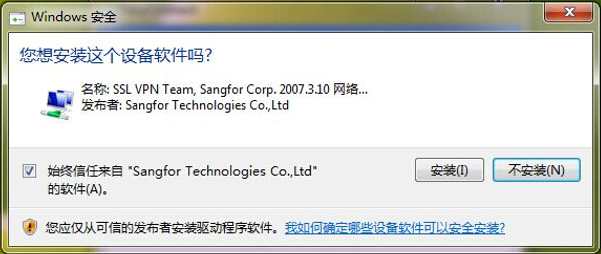 Windows 安全
您想安装这个设备软件吗?
名称: SSL VPN Team, Sangfor Corp. 2007.3.10 网络...
发布者: Sangfor Technologies Co.,Ltd
始终信任来自 "Sangfor Technologies Co.,Ltd"
的软件(A)。
安装(I)
不安装(N)
您应仅从可信的发布者安装驱动程序软件。我如何确定哪些设备软件可以安全安装?